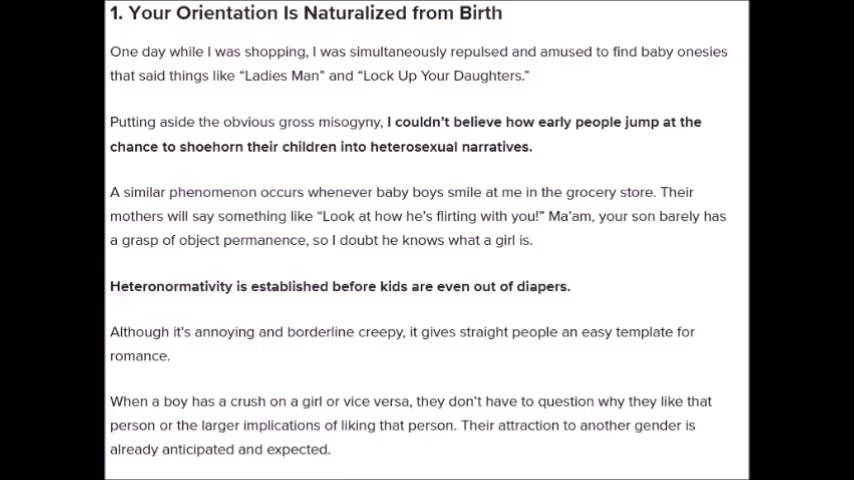 1. Your Orientation Is Naturalized from Birth
One day while I was shopping, I was simultaneously repulsed and amused to find baby onesies
that said things like “Ladies Man” and “Lock Up Your Daughters.”
Putting aside the obvious gross misogyny, I couldn’t believe how early people jump at the
chance to shoehorn their children into heterosexual narratives.
A similar phenomenon occurs whenever baby boys smile at me in the grocery store. Their
mothers will say something like “Look at how he’s flirting with you!” Ma’am, your son barely has
a grasp of object permanence, so I doubt he knows what a girl is.
Heteronormativity is established before kids are even out of diapers.
Although it’s annoying and borderline creepy, it gives straight people an easy template for
romance.
When a boy has a crush on a girl or vice versa, they don’t have to question why they like that
person or the larger implications of liking that person. Their attraction to another gender is
already anticipated and expected.